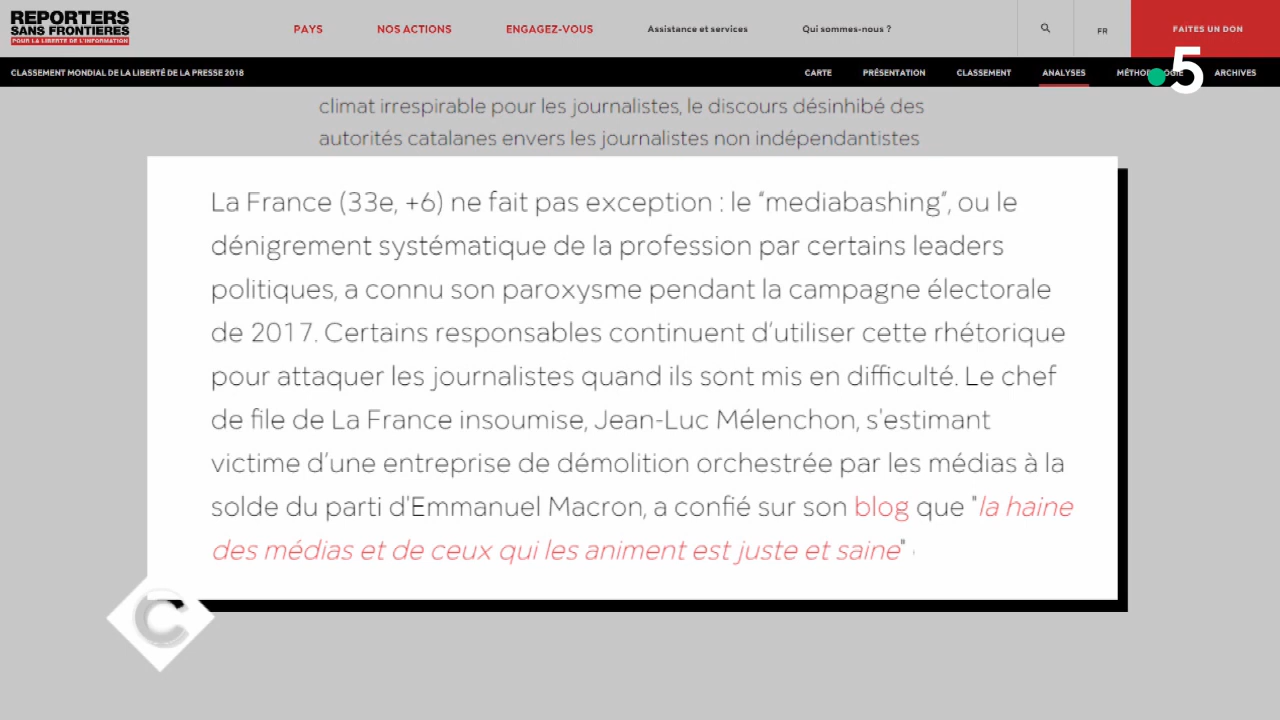 REPORTERS
SANS FRONTIERES
POUR LA LIBERTE DE L'INFORMATION
PAYS NOS ACTIONS ENGAGEZ-VOUS Assistance et services Qui sommes-nous ? FR FAITES UN DON
5
CLASSEMENT MONDIAL DE LA LIBERTÉ DE LA PRESSE 2018 CARTE PRÉSENTATION CLASSEMENT ANALYSES MÉTHODOLOGIE ARCHIVES
climat irrespirable pour les journalistes, le discours désinhibé des
autorités catalanes envers les journalistes non indépendantistes
La France (33e, +6) ne fait pas exception : le “mediabashing”, ou le
dénigrement systématique de la profession par certains leaders
politiques, a connu son paroxysme pendant la campagne électorale
de 2017. Certains responsables continuent d’utiliser cette rhétorique
pour attaquer les journalistes quand ils sont mis en difficulté. Le chef
de file de La France insoumise, Jean-Luc Mélenchon, s'estimant
victime d’une entreprise de démolition orchestrée par les médias à la
solde du parti d'Emmanuel Macron, a confié sur son blog que "la haine
des médias et de ceux qui les animent est juste et saine"
C